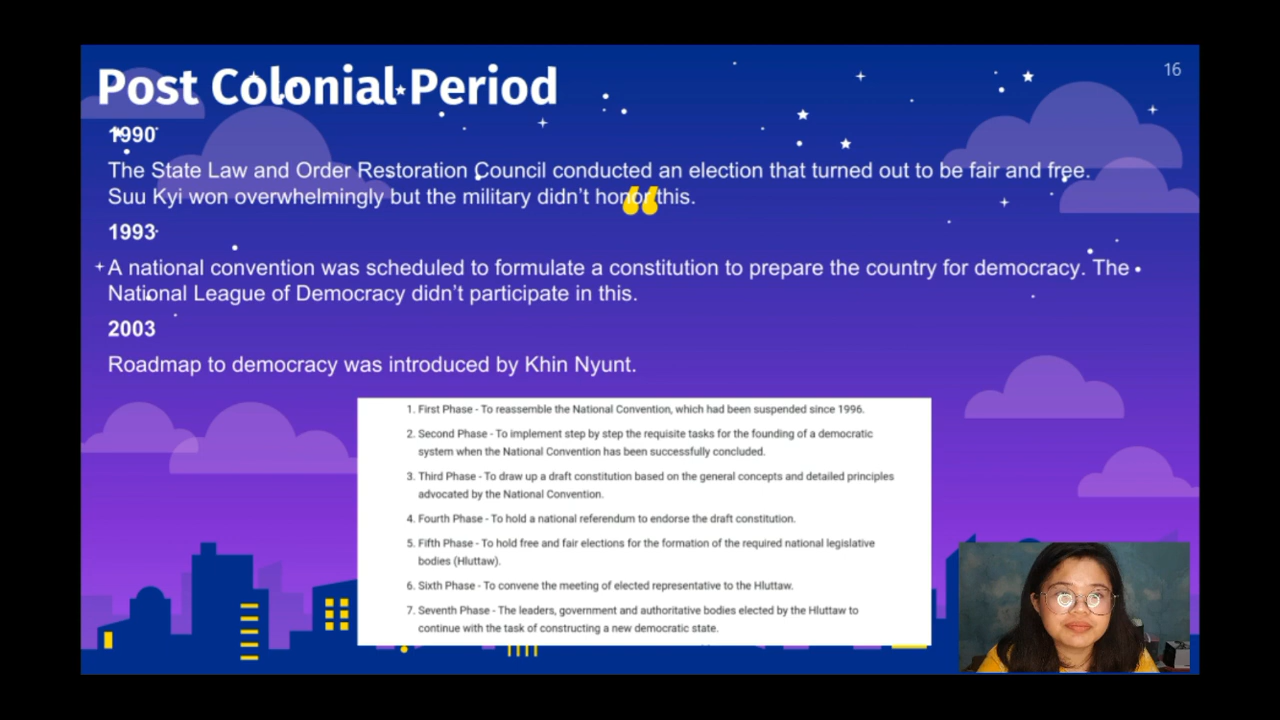 Post Colonial Period
16
1990
The State Law and Order Restoration Council conducted an election that turned out to be fair and free.
Suu Kyi won overwhelmingly but the military didn't honor this.
1993
A national convention was scheduled to formulate a constitution to prepare the country for democracy. The
National League of Democracy didn't participate in this.
2003
Roadmap to democracy was introduced by Khin Nyunt.
1. First Phase - To reassemble the National Convention, which had been suspended since 1996.
2. Second Phase - To implement step by step the requisite tasks for the founding of a democratic
system when the National Convention has been successfully concluded.
3. Third Phase - To draw up a draft constitution based on the general concepts and detailed principles
advocated by the National Convention.
4. Fourth Phase - To hold a national referendum to endorse the draft constitution.
5. Fifth Phase - To hold free and fair elections for the formation of the required national legislative
bodies (Hluttaw).
6. Sixth Phase - To convene the meeting of elected representative to the Hluttaw.
7. Seventh Phase - The leaders, government and authoritative bodies elected by the Hluttaw to
continue with the task of constructing a new democratic state.